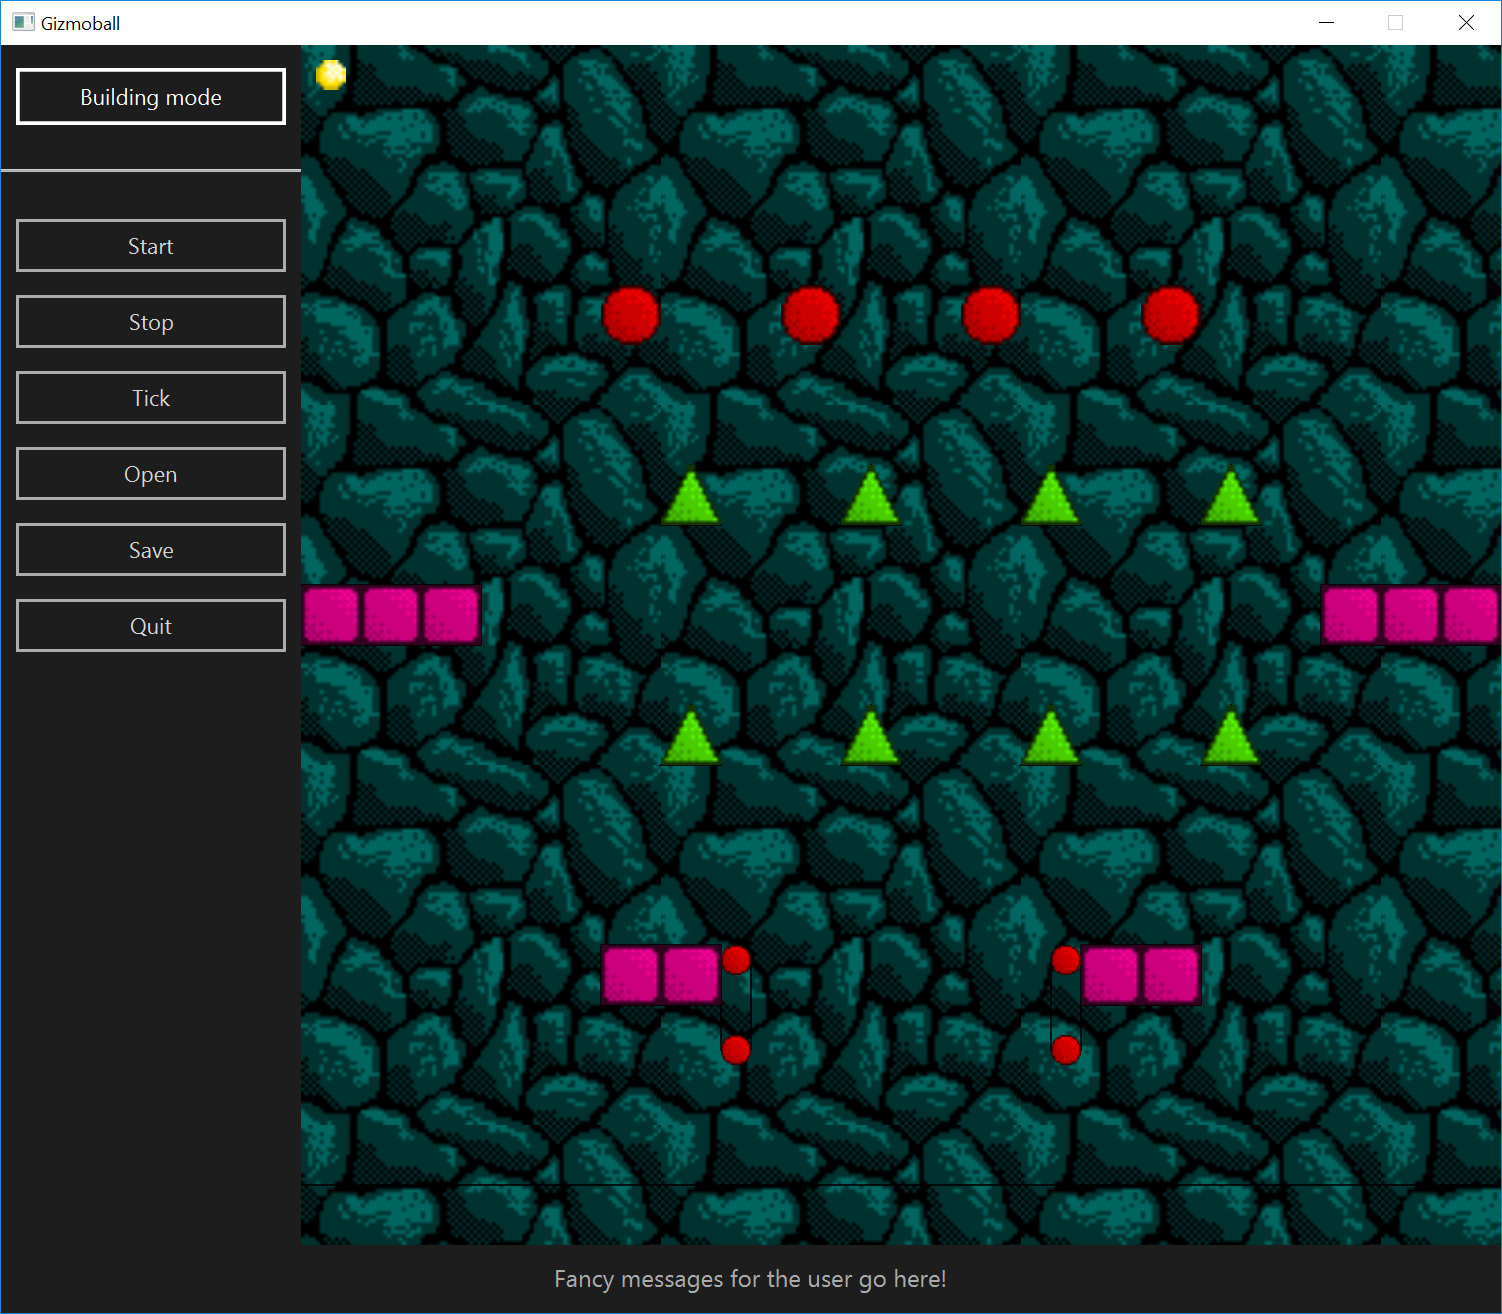 Gizmoball
Building mode
Start
Stop
Tick
Open
Save
Quit
Fancy messages for the user go here!